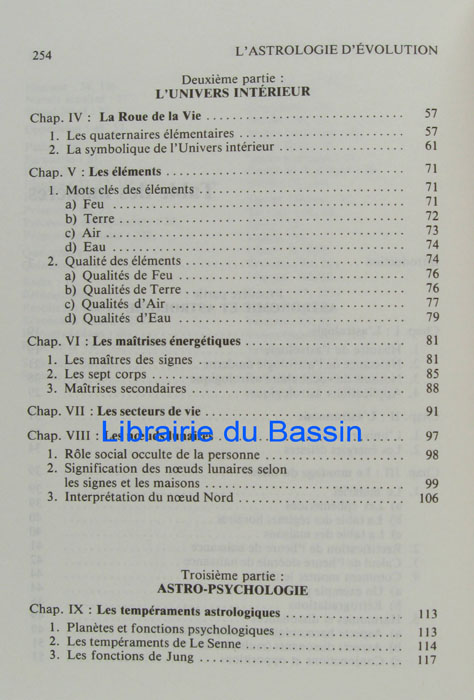 254 L'ASTROLOGIE D'ÉVOLUTION
Deuxième partie :
L'UNIVERS INTÉRIEUR
Chap. IV : La Roue de la Vie .............................. 57
1. Les quaternaires élémentaires ........................ 57
2. La symbolique de l'Univers intérieur ................. 61
Chap. V : Les éléments .................................... 71
1. Mots clés des éléments ............................... 71
a) Feu .................................................. 71
b) Terre ................................................ 72
c) Air .................................................. 73
d) Eau .................................................. 74
2. Qualité des éléments ................................. 74
a) Qualités de Feu ...................................... 76
b) Qualités de Terre .................................... 76
c) Qualités d'Air ....................................... 77
d) Qualités d'Eau ....................................... 79
Chap. VI : Les maîtrises énergétiques ..................... 81
1. Les maîtres des signes ............................... 81
2. Les sept corps ....................................... 85
3. Maîtrises secondaires ................................ 88
Chap. VII : Les secteurs de vie ........................... 91
Librairie du Bassin
Chap. VIII : Les nœuds lunaires ........................... 97
1. Rôle social occulte de la personne ................... 98
2. Signification des nœuds lunaires selon
les signes et les maisons ............................... 99
3. Interprétation du nœud Nord .......................... 106
Troisième partie :
ASTRO-PSYCHOLOGIE
Chap. IX : Les tempéraments astrologiques ................. 113
1. Planètes et fonctions psychologiques ................. 113
2. Les tempéraments de Le Senne ......................... 114
3. Les fonctions de Jung ................................ 117